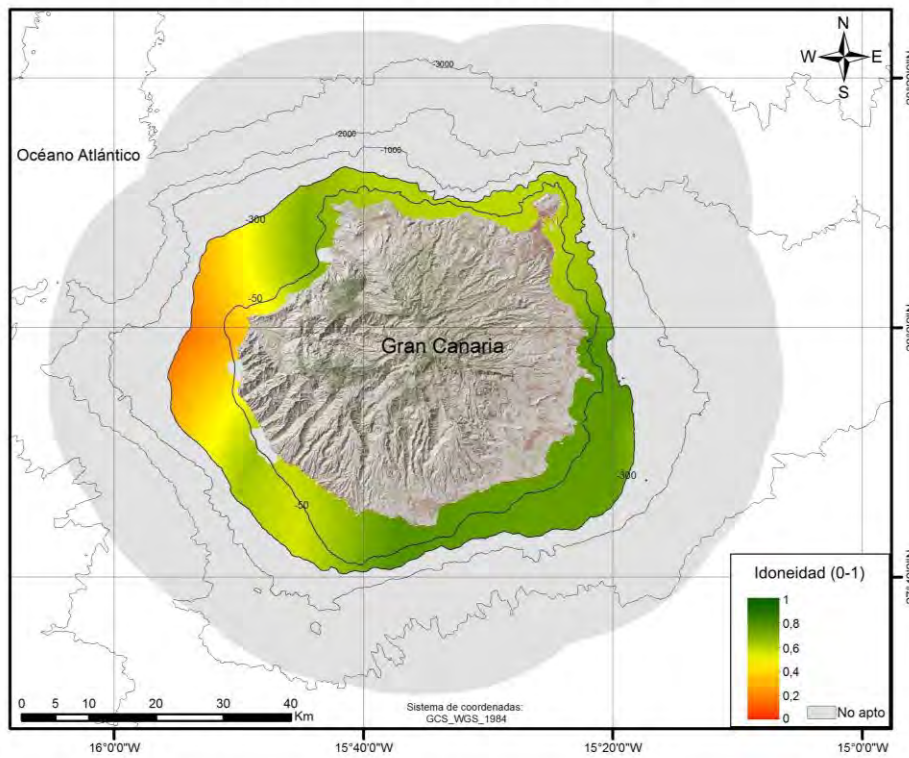 N
W E
S
-3000
-2000
Océano Atlántico
-1000
-300
-50
Gran Canaria
-300
-50
Idoneidad (0-1)
1
0,8
0,6
0,4
0,2
0
No apto
0 5 10 20 30 40
Km
Sistema de coordenadas:
GCS_WGS_1984
16°0'0"W 15°40'0"W 15°20'0"W 15°0'0"W